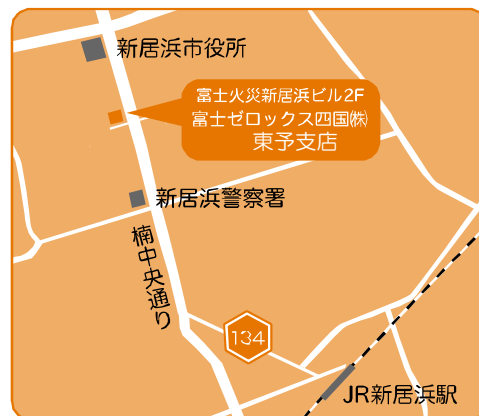 新居浜市役所
富士火災新居浜ビル2F
富士ゼロックス四国㈱
東予支店
新居浜警察署
楠中央通り
134
JR新居浜駅